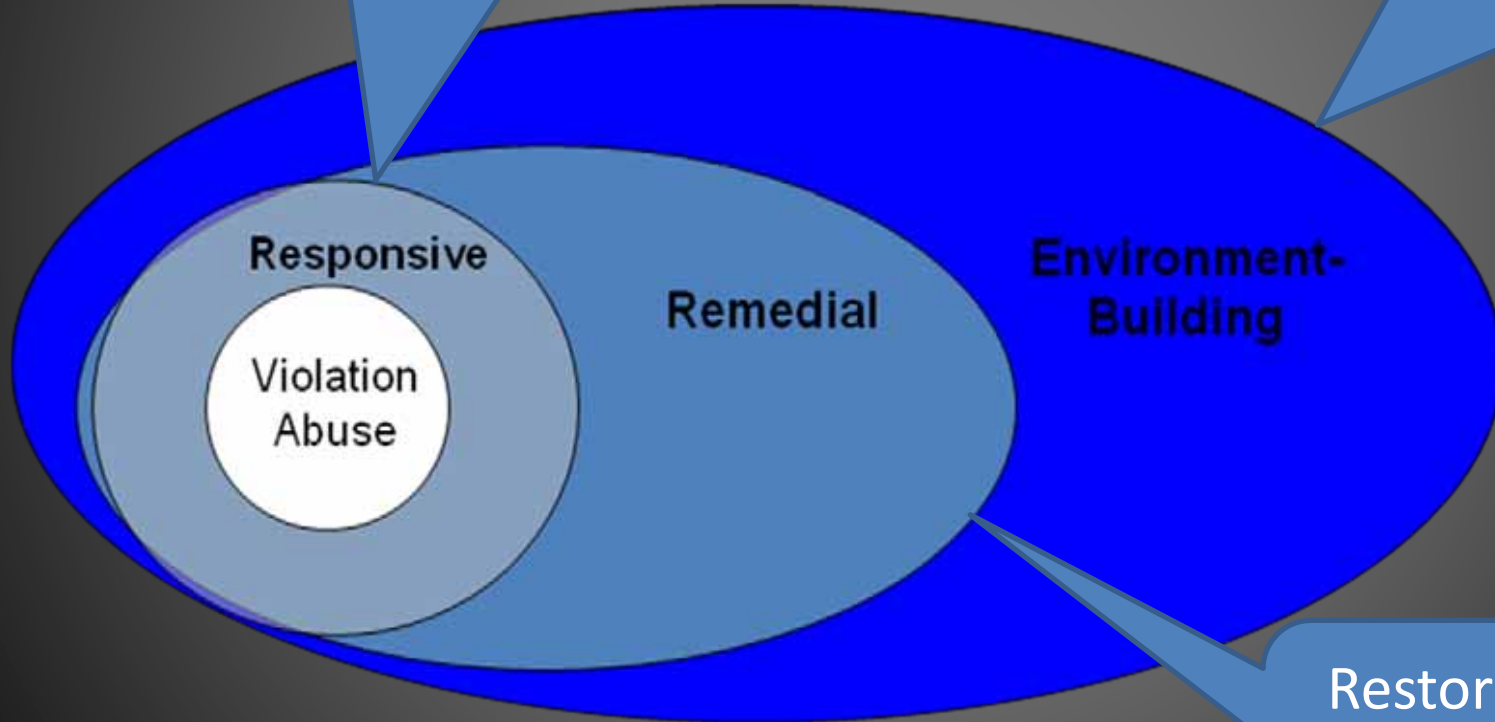 Responsive
Violation
Abuse
Remedial
Environment-
Building
Restor